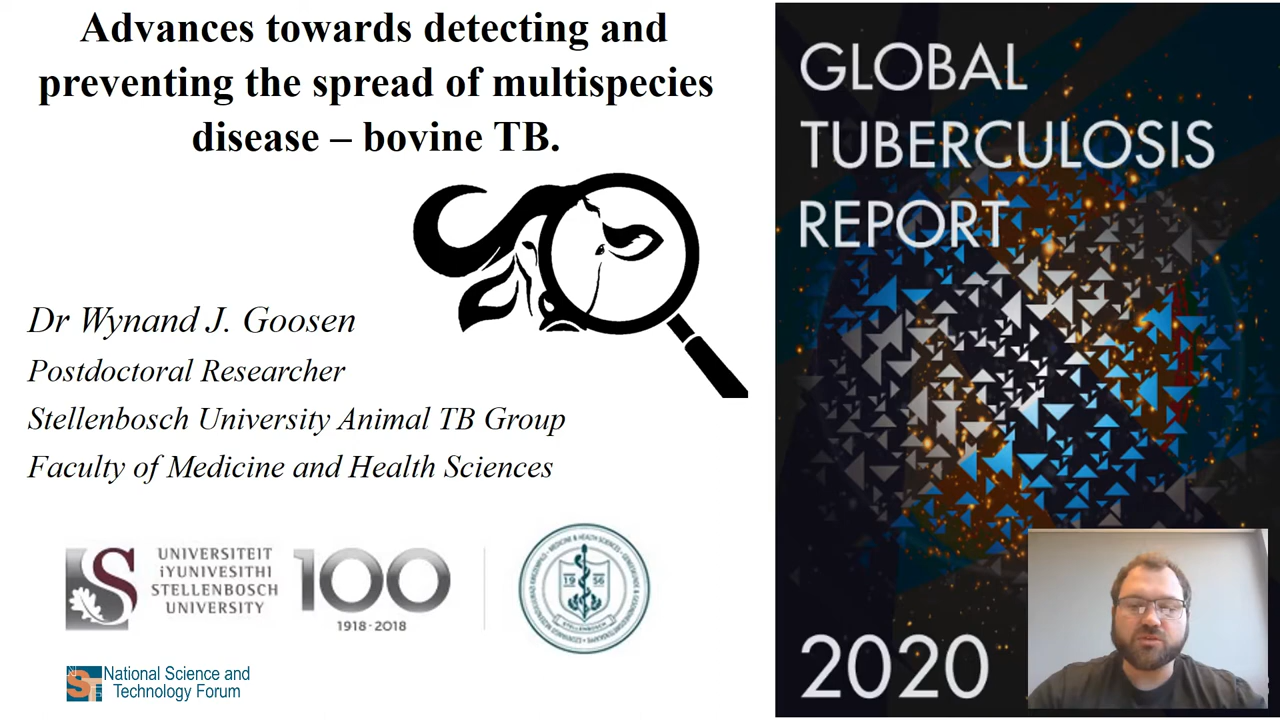 Advances towards detecting and
preventing the spread of multispecies
disease – bovine TB.
Dr Wynand J. Goosen
Postdoctoral Researcher
Stellenbosch University Animal TB Group
Faculty of Medicine and Health Sciences
UNIVERSITEIT
iYUNIVESITHI
STELLENBOSCH
UNIVERSITY
100
1918·2018
19 56
National Science and
Technology Forum
GLOBAL
TUBERCULOSIS
REPORT
2020